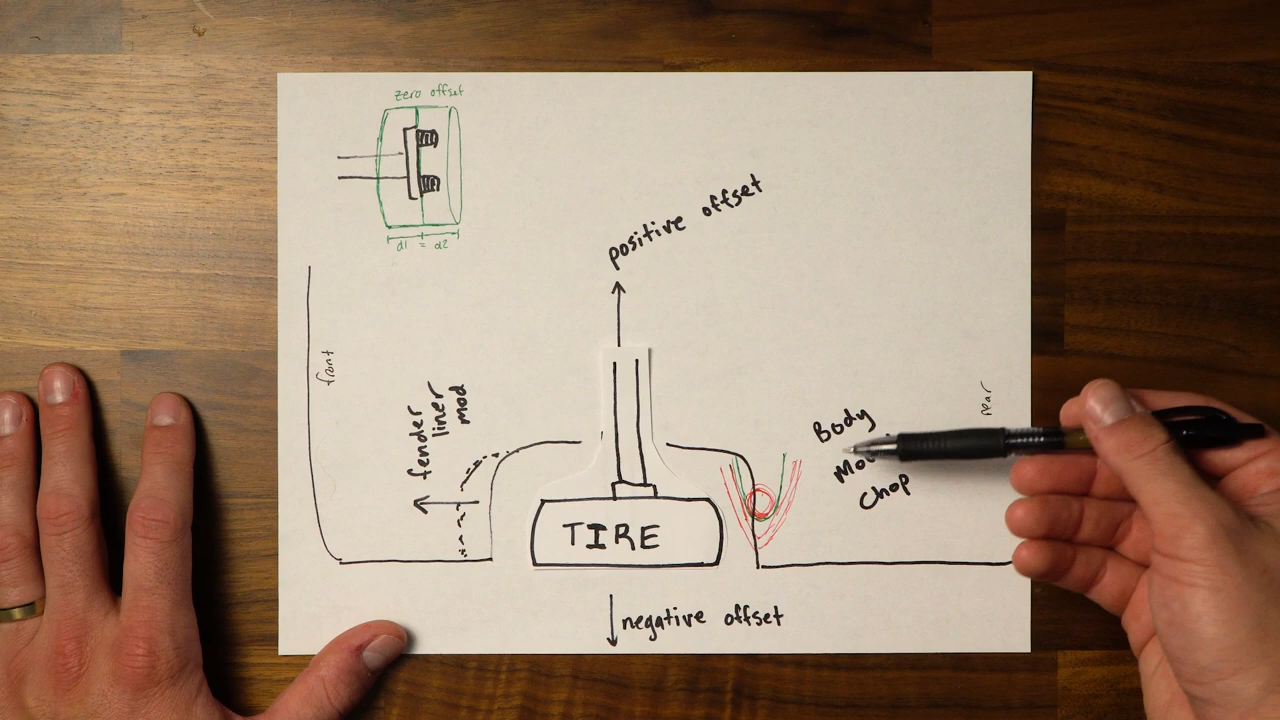 zero offset
d1 = d2
positive offset
front
fender
liner
mod
rear
Body
chop
TIRE
negative offset